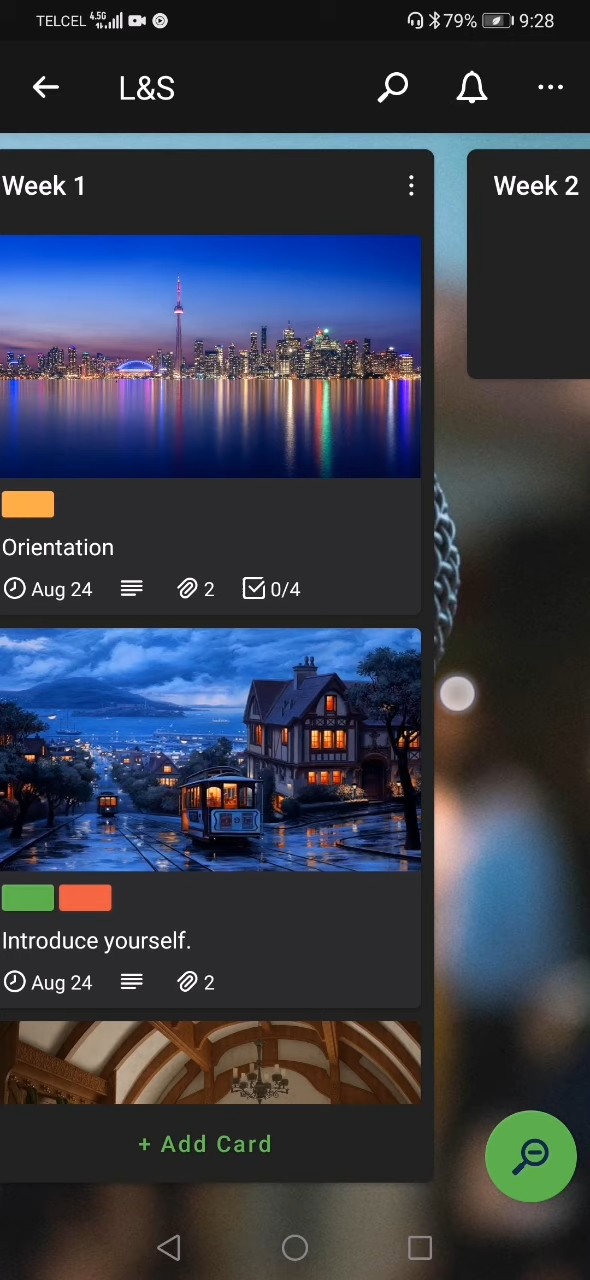 TELCEL 4.5G 79% 9:28
L&S
Week 1
Week 2
Orientation
Aug 24 2 0/4
Introduce yourself.
Aug 24 2
+ Add Card